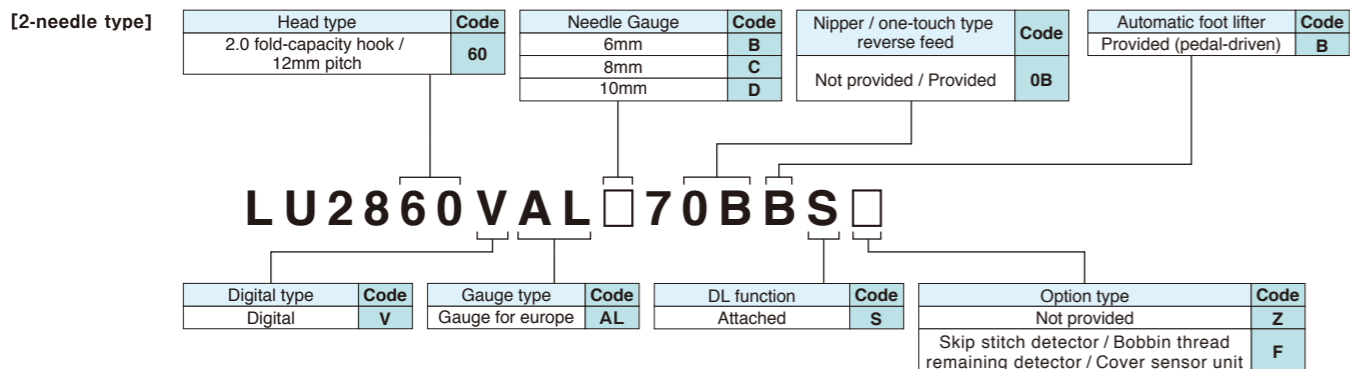 [2-needle type]
Head type Code
2.0 fold-capacity hook /
12mm pitch
60
Needle Gauge Code
6mm B
8mm C
10mm D
Nipper / one-touch type
reverse feed
Code
Not provided / Provided 0B
Automatic foot lifter Code
Provided (pedal-driven) B
LU2860VAL□70BBS□
Digital type Code
Digital V
Gauge type Code
Gauge for europe AL
DL function Code
Attached S
Option type Code
Not provided Z
Skip stitch detector / Bobbin thread
remaining detector / Cover sensor unit
F